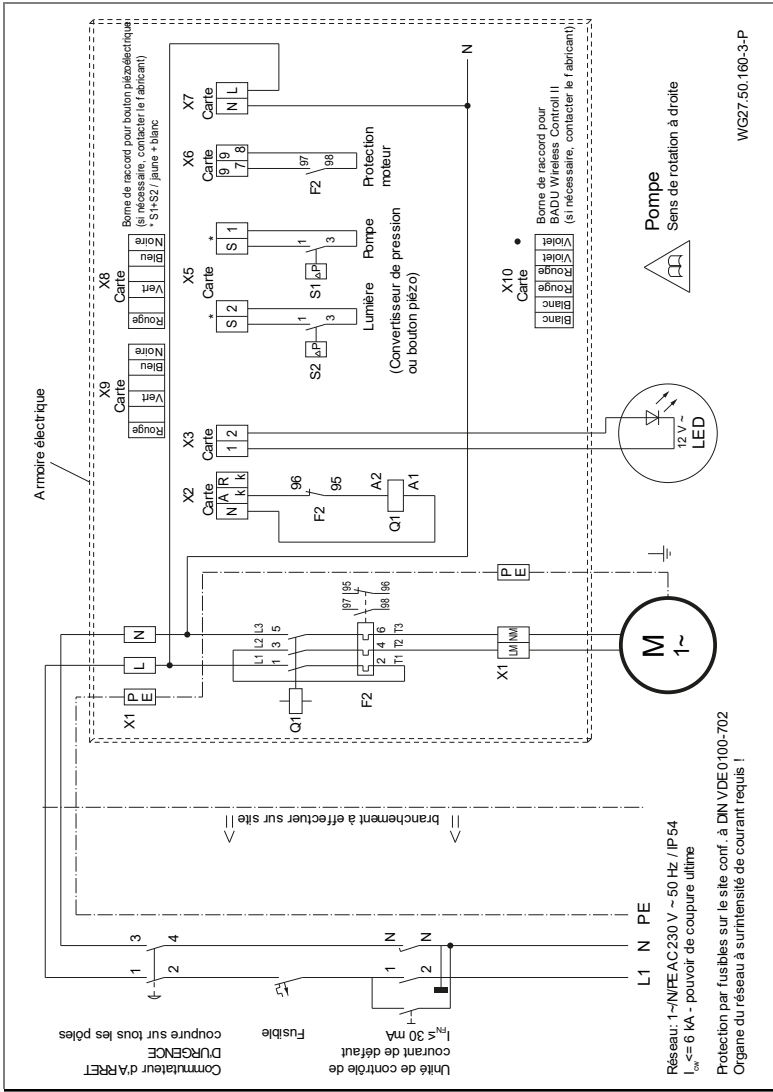 Armoire électrique
X9
Carte
Rouge
Vert
Bleu
Noire
X8
Carte
Rouge
Vert
Bleu
Noire
Borne de raccord pour bouton piézoélectrique
(si nécessaire, contacter le fabricant)
* S1+S2 / jaune + blanc
X2
Carte
N A R
k k
96
95
F2
A2
A1
Q1
X3
Carte
1 2
*
S 2
1
3
ΔP
S2
Lumière
X5
Carte
*
S 1
1
3
ΔP
S1
Pompe
(Convertisseur de pression
ou bouton piézo)
X6
Carte
9 9
7 8
97
98
F2
Protection
moteur
X7
Carte
N L
N
X10
Carte
Blanc
Blanc
Rouge
Rouge
Violet
Violet
Borne de raccord pour
BADU Wireless Controll II
(si nécessaire, contacter le fabricant)
X1
P E
L
N
L1 L2 L3
1 3 5
Q1
97 95
98 96
2 4 6
T1 T2 T3
F2
X1
LM NM
P E
M
1~
12 V ~
LED
Pompe
Sens de rotation à droite
WG27.50.160-3-P
branchement à effectuer sur site
Commutateur d'ARRET
D'URGENCE
coupure sur tous les pôles
1 3
2 4
Fusible
Unité de contrôle de
courant de défaut
I FN ≤ 30 mA
1 N
2 N
L1 N PE
Réseau: 1~/N/PE AC 230 V ~ 50 Hz / IP 54
Icw <= 6 kA - pouvoir de coupure ultime
Protection par fusibles sur le site conf. à DIN VDE 0100-702
Organe du réseau à surintensité de courant requis !